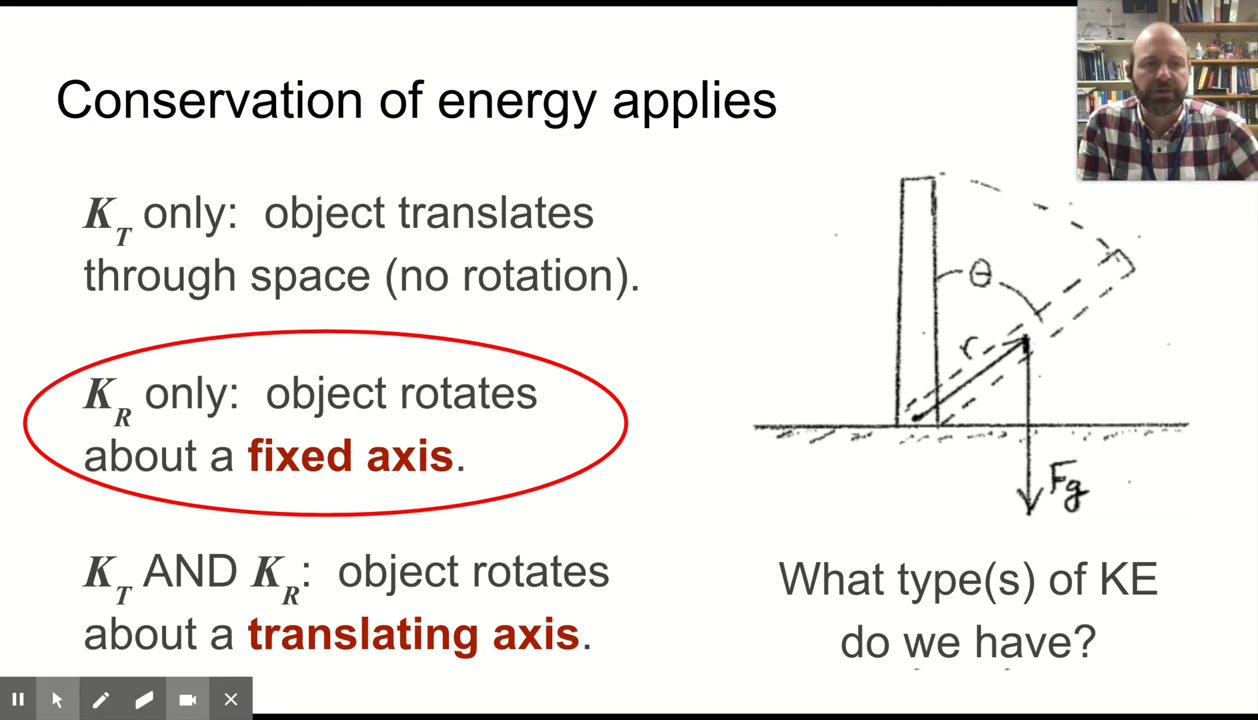 Conservation of energy applies
K_T only: object translates
through space (no rotation).
K_R only: object rotates
about a fixed axis.
K_T AND K_R: object rotates
about a translating axis.
θ
r
Fg
What type(s) of KE
do we have?